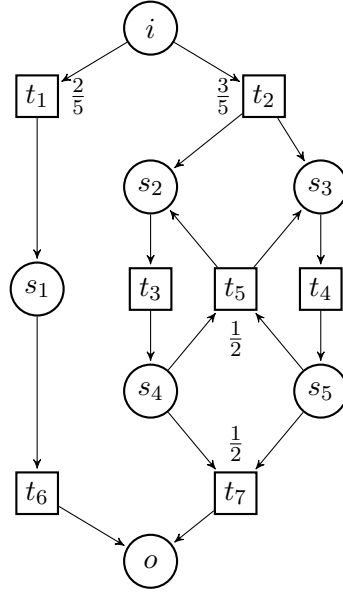 i
t₁ 2/5 3/5 t₂
s₂ s₃
s₁ t₃ t₅ t₄
1/2
s₄ s₅
1/2
t₆ t₇
o